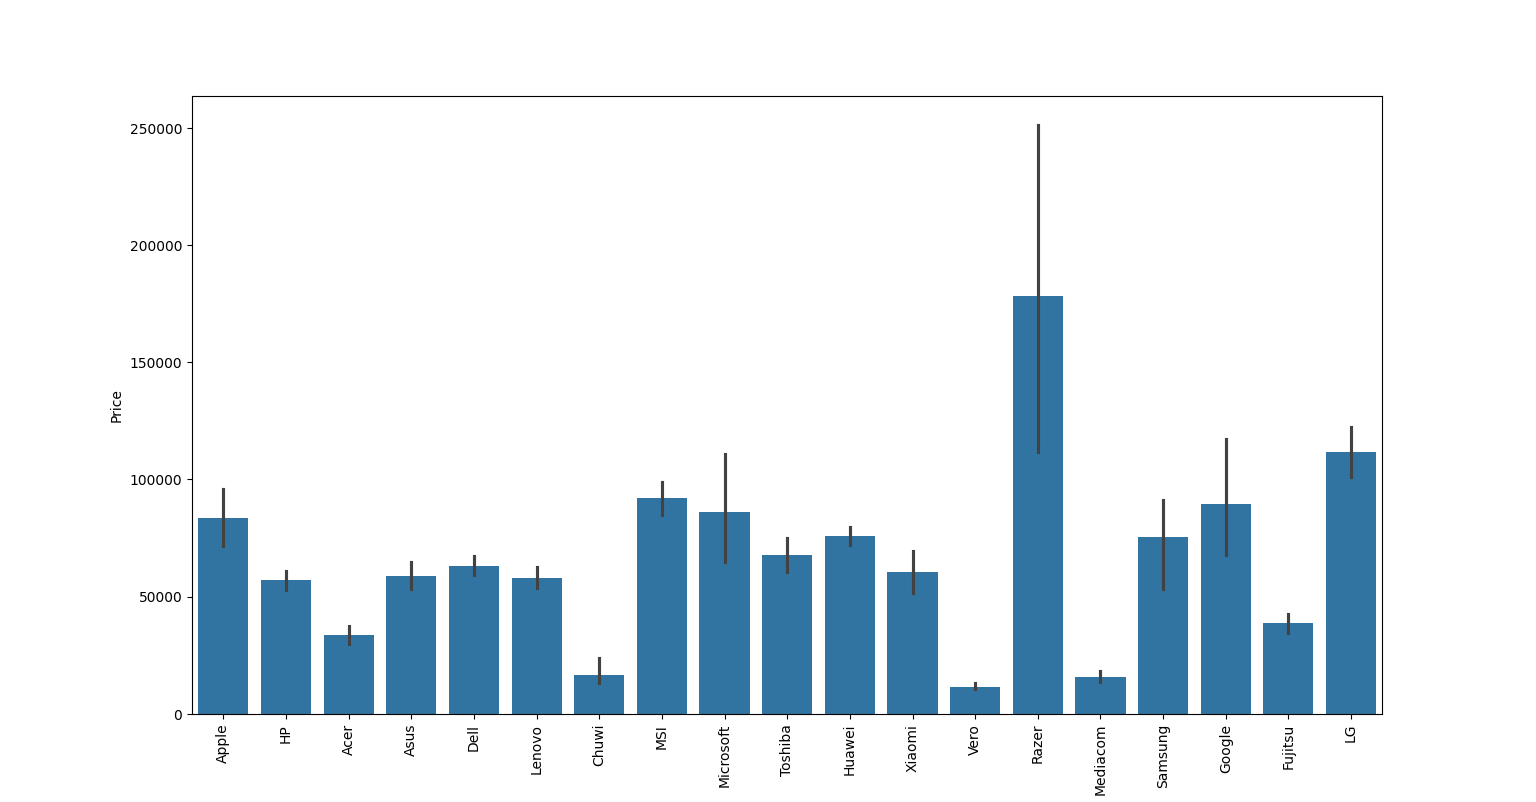 250000
200000
150000
100000
50000
0
Price
Apple
HP
Acer
Asus
Dell
Lenovo
Chuwi
MSI
Microsoft
Toshiba
Huawei
Xiaomi
Vero
Razer
Mediacom
Samsung
Google
Fujitsu
LG